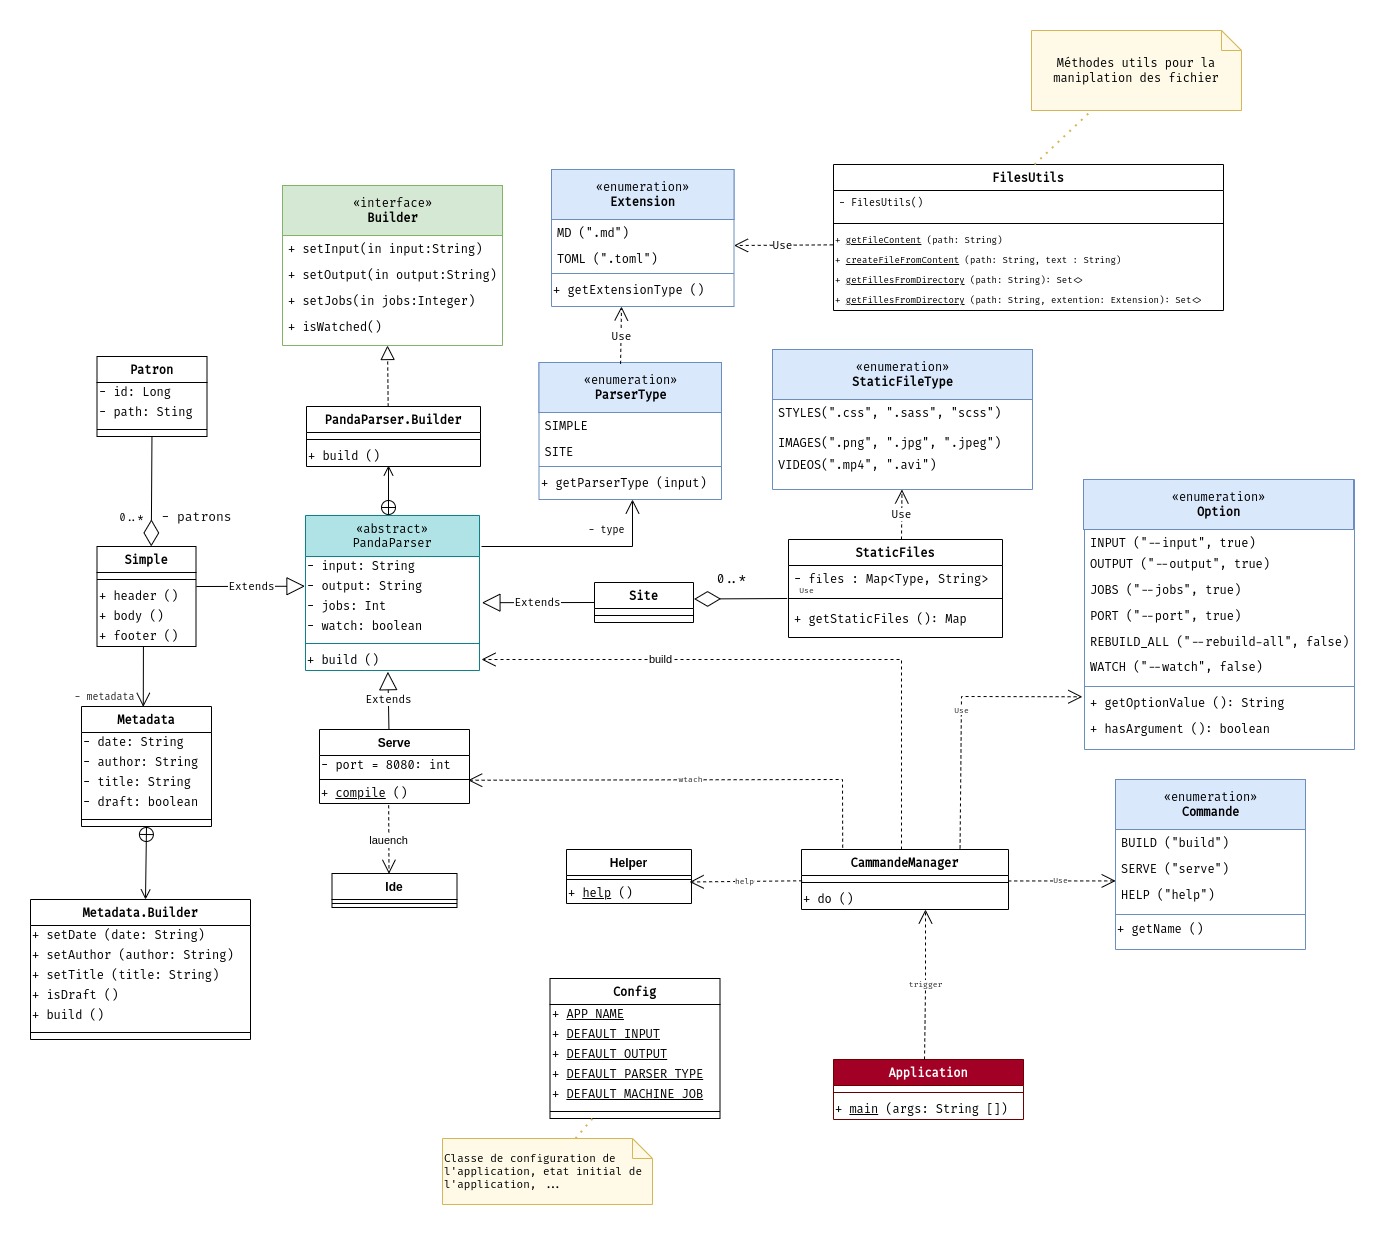 Méthodes utils pour la
maniplation des fichier
FilesUtils
- FilesUtils()
+ getFileContent (path: String)
+ createFileFromContent (path: String, text : String)
+ getFillesFromDirectory (path: String): Set<>
+ getFillesFromDirectory (path: String, extention: Extension): Set<>
Use
«enumeration»
Extension
MD (".md")
TOML (".toml")
+ getExtensionType ()
Use
«interface»
Builder
+ setInput(in input:String)
+ setOutput(in output:String)
+ setJobs(in jobs:Integer)
+ isWatched()
«enumeration»
ParserType
SIMPLE
SITE
+ getParserType (input)
«enumeration»
StaticFileType
STYLES(".css", ".sass", "scss")
IMAGES(".png", ".jpg", ".jpeg")
VIDEOS(".mp4", ".avi")
Use
Patron
- id: Long
- path: Sting
PandaParser.Builder
+ build ()
0..*
- patrons
- type
«enumeration»
Option
INPUT ("--input", true)
OUTPUT ("--output", true)
JOBS ("--jobs", true)
PORT ("--port", true)
REBUILD_ALL ("--rebuild-all", false)
WATCH ("--watch", false)
+ getOptionValue (): String
+ hasArgument (): boolean
Simple
+ header ()
+ body ()
+ footer ()
Extends
«abstract»
PandaParser
- input: String
- output: String
- jobs: Int
- watch: boolean
+ build ()
Extends
Site
0..*
StaticFiles
- files : Map<Type, String>
Use
+ getStaticFiles (): Map
build
- metadata
Extends
Use
Metadata
- date: String
- author: String
- title: String
- draft: boolean
Serve
- port = 8080: int
+ compile ()
wtach
lauench
Ide
«enumeration»
Commande
BUILD ("build")
SERVE ("serve")
HELP ("help")
+ getName ()
Helper
+ help ()
help
CammandeManager
+ do ()
Use
Metadata.Builder
+ setDate (date: String)
+ setAuthor (author: String)
+ setTitle (title: String)
+ isDraft ()
+ build ()
trigger
Config
+ APP_NAME
+ DEFAULT_INPUT
+ DEFAULT_OUTPUT
+ DEFAULT_PARSER_TYPE
+ DEFAULT_MACHINE_JOB
Application
+ main (args: String [])
Classe de configuration de
l'application, etat initial de
l'application, ...